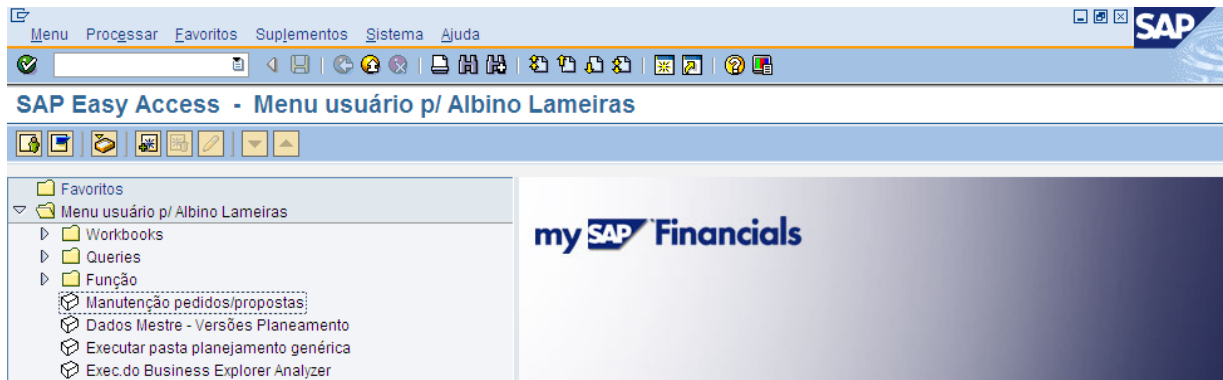 Menu Processar Favoritos Suplementos Sistema Ajuda
SAP
SAP Easy Access - Menu usuário p/ Albino Lameiras
Favoritos
Menu usuário p/ Albino Lameiras
Workbooks
Queries
Função
Manutenção pedidos/propostas
Dados Mestre - Versões Planeamento
Executar pasta planejamento genérica
Exec.do Business Explorer Analyzer
my SAP Financials